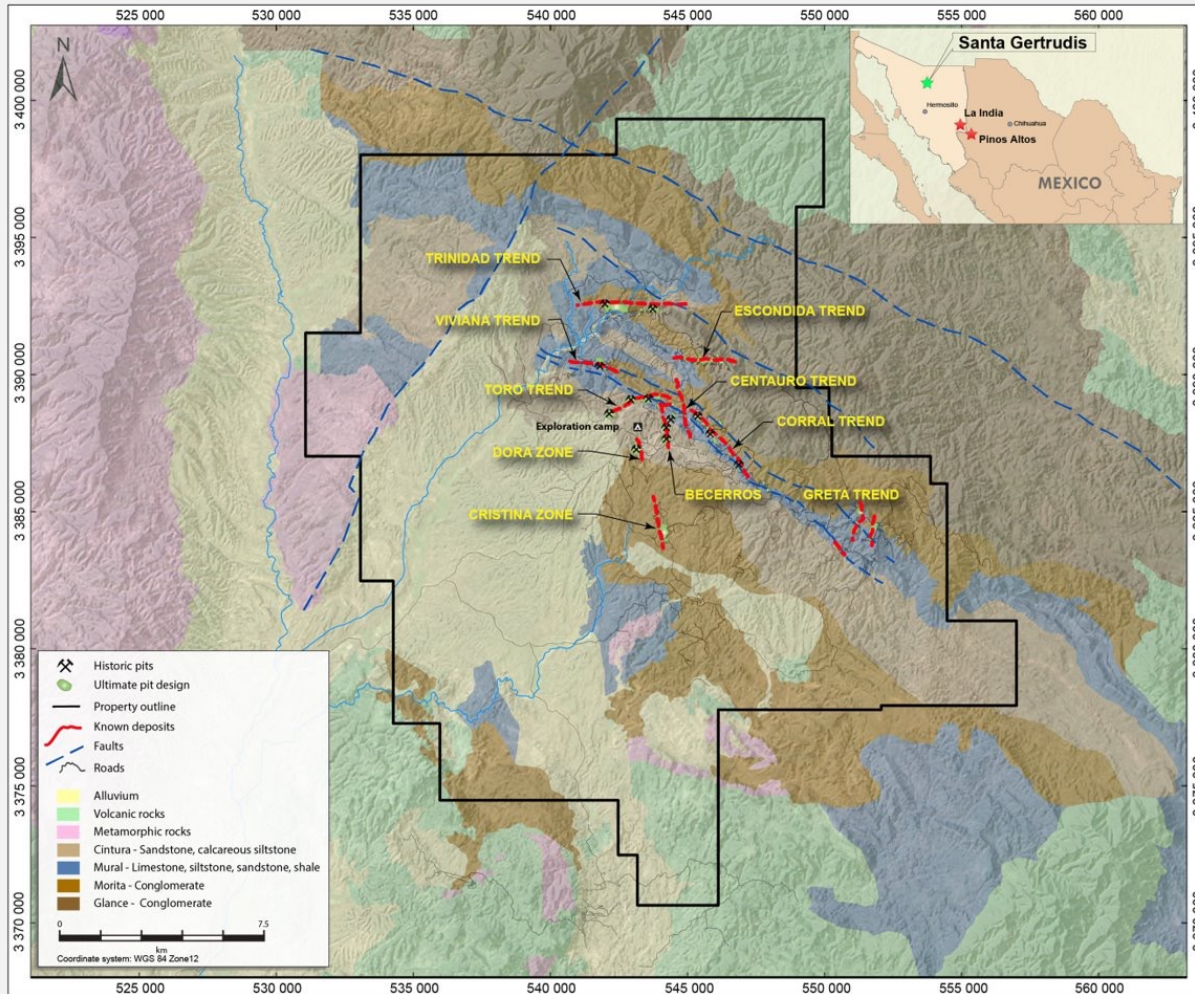 525 000 530 000 535 000 540 000 545 000 550 000 555 000 560 000
N
3 400 000
3 395 000
3 390 000
3 385 000
3 380 000
3 375 000
3 370 000
Santa Gertrudis
Hermosillo
La India
Chihuahua
Pinos Altos
MEXICO
TRINIDAD TREND
ESCONDIDA TREND
VIVIANA TREND
CENTAURO TREND
TORO TREND
CORRAL TREND
Exploration camp
DORA ZONE
BECERROS
GRETA TREND
CRISTINA ZONE
Historic pits
Ultimate pit design
Property outline
Known deposits
Faults
Roads
Alluvium
Volcanic rocks
Metamorphic rocks
Cintura - Sandstone, calcareous siltstone
Mural - Limestone, siltstone, sandstone, shale
Morita - Conglomerate
Glance - Conglomerate
0 7.5
km
Coordinate system: WGS 84 Zone12
525 000 530 000 535 000 540 000 545 000 550 000 555 000 560 000